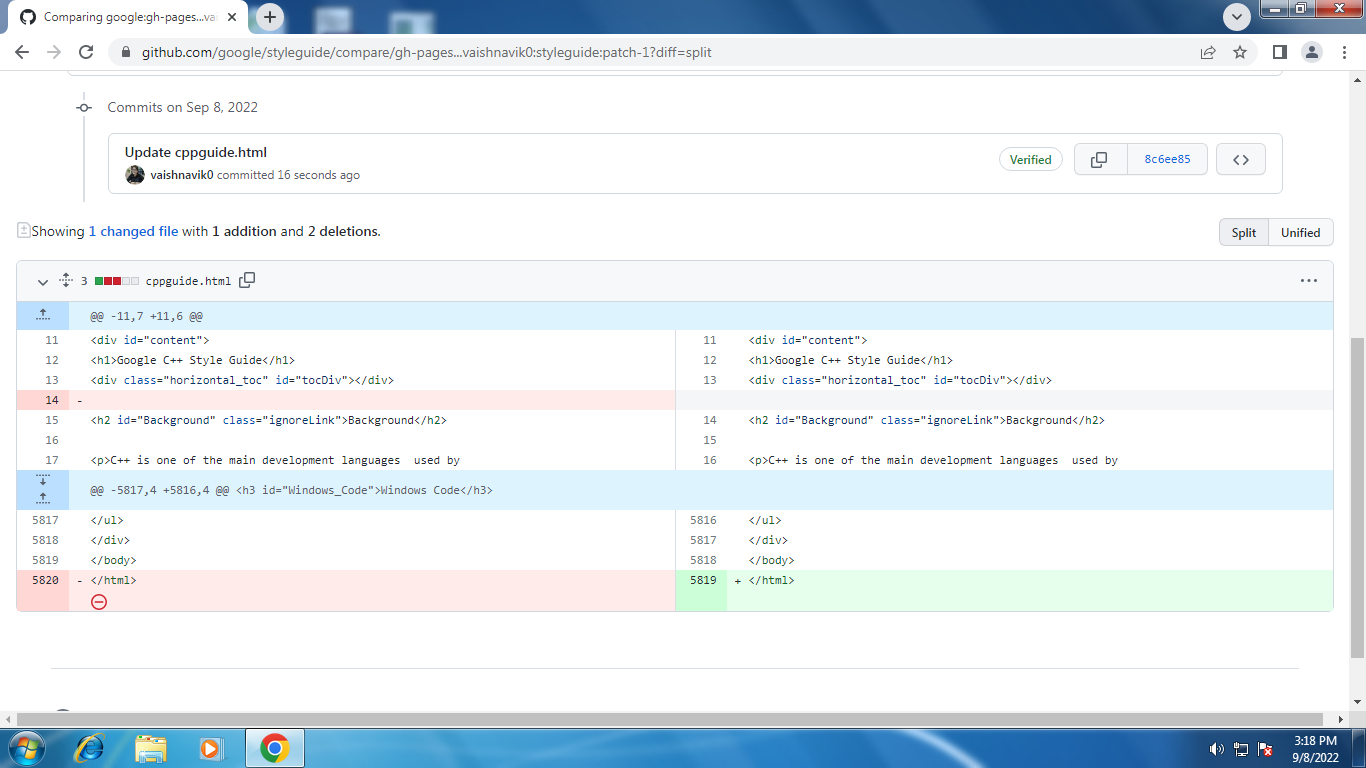 Comparing google:gh-pages...vai
github.com/google/styleguide/compare/gh-pages...vaishnavik0:styleguide:patch-1?diff=split
Commits on Sep 8, 2022
Update cppguide.html
vaishnavik0 committed 16 seconds ago
Verified
8c6ee85
Showing 1 changed file with 1 addition and 2 deletions.
Split
Unified
3 cppguide.html
@@ -11,7 +11,6 @@
11 <div id="content">
11 <div id="content">
12 <h1>Google C++ Style Guide</h1>
12 <h1>Google C++ Style Guide</h1>
13 <div class="horizontal_toc" id="tocDiv"></div>
13 <div class="horizontal_toc" id="tocDiv"></div>
14 -
15 <h2 id="Background" class="ignoreLink">Background</h2>
14 <h2 id="Background" class="ignoreLink">Background</h2>
16
15
17 <p>C++ is one of the main development languages  used by
16 <p>C++ is one of the main development languages  used by
@@ -5817,4 +5816,4 @@ <h3 id="Windows_Code">Windows Code</h3>
5817 </ul>
5816 </ul>
5818 </div>
5817 </div>
5819 </body>
5818 </body>
5820 - </html>
5819 + </html>
3:18 PM
9/8/2022